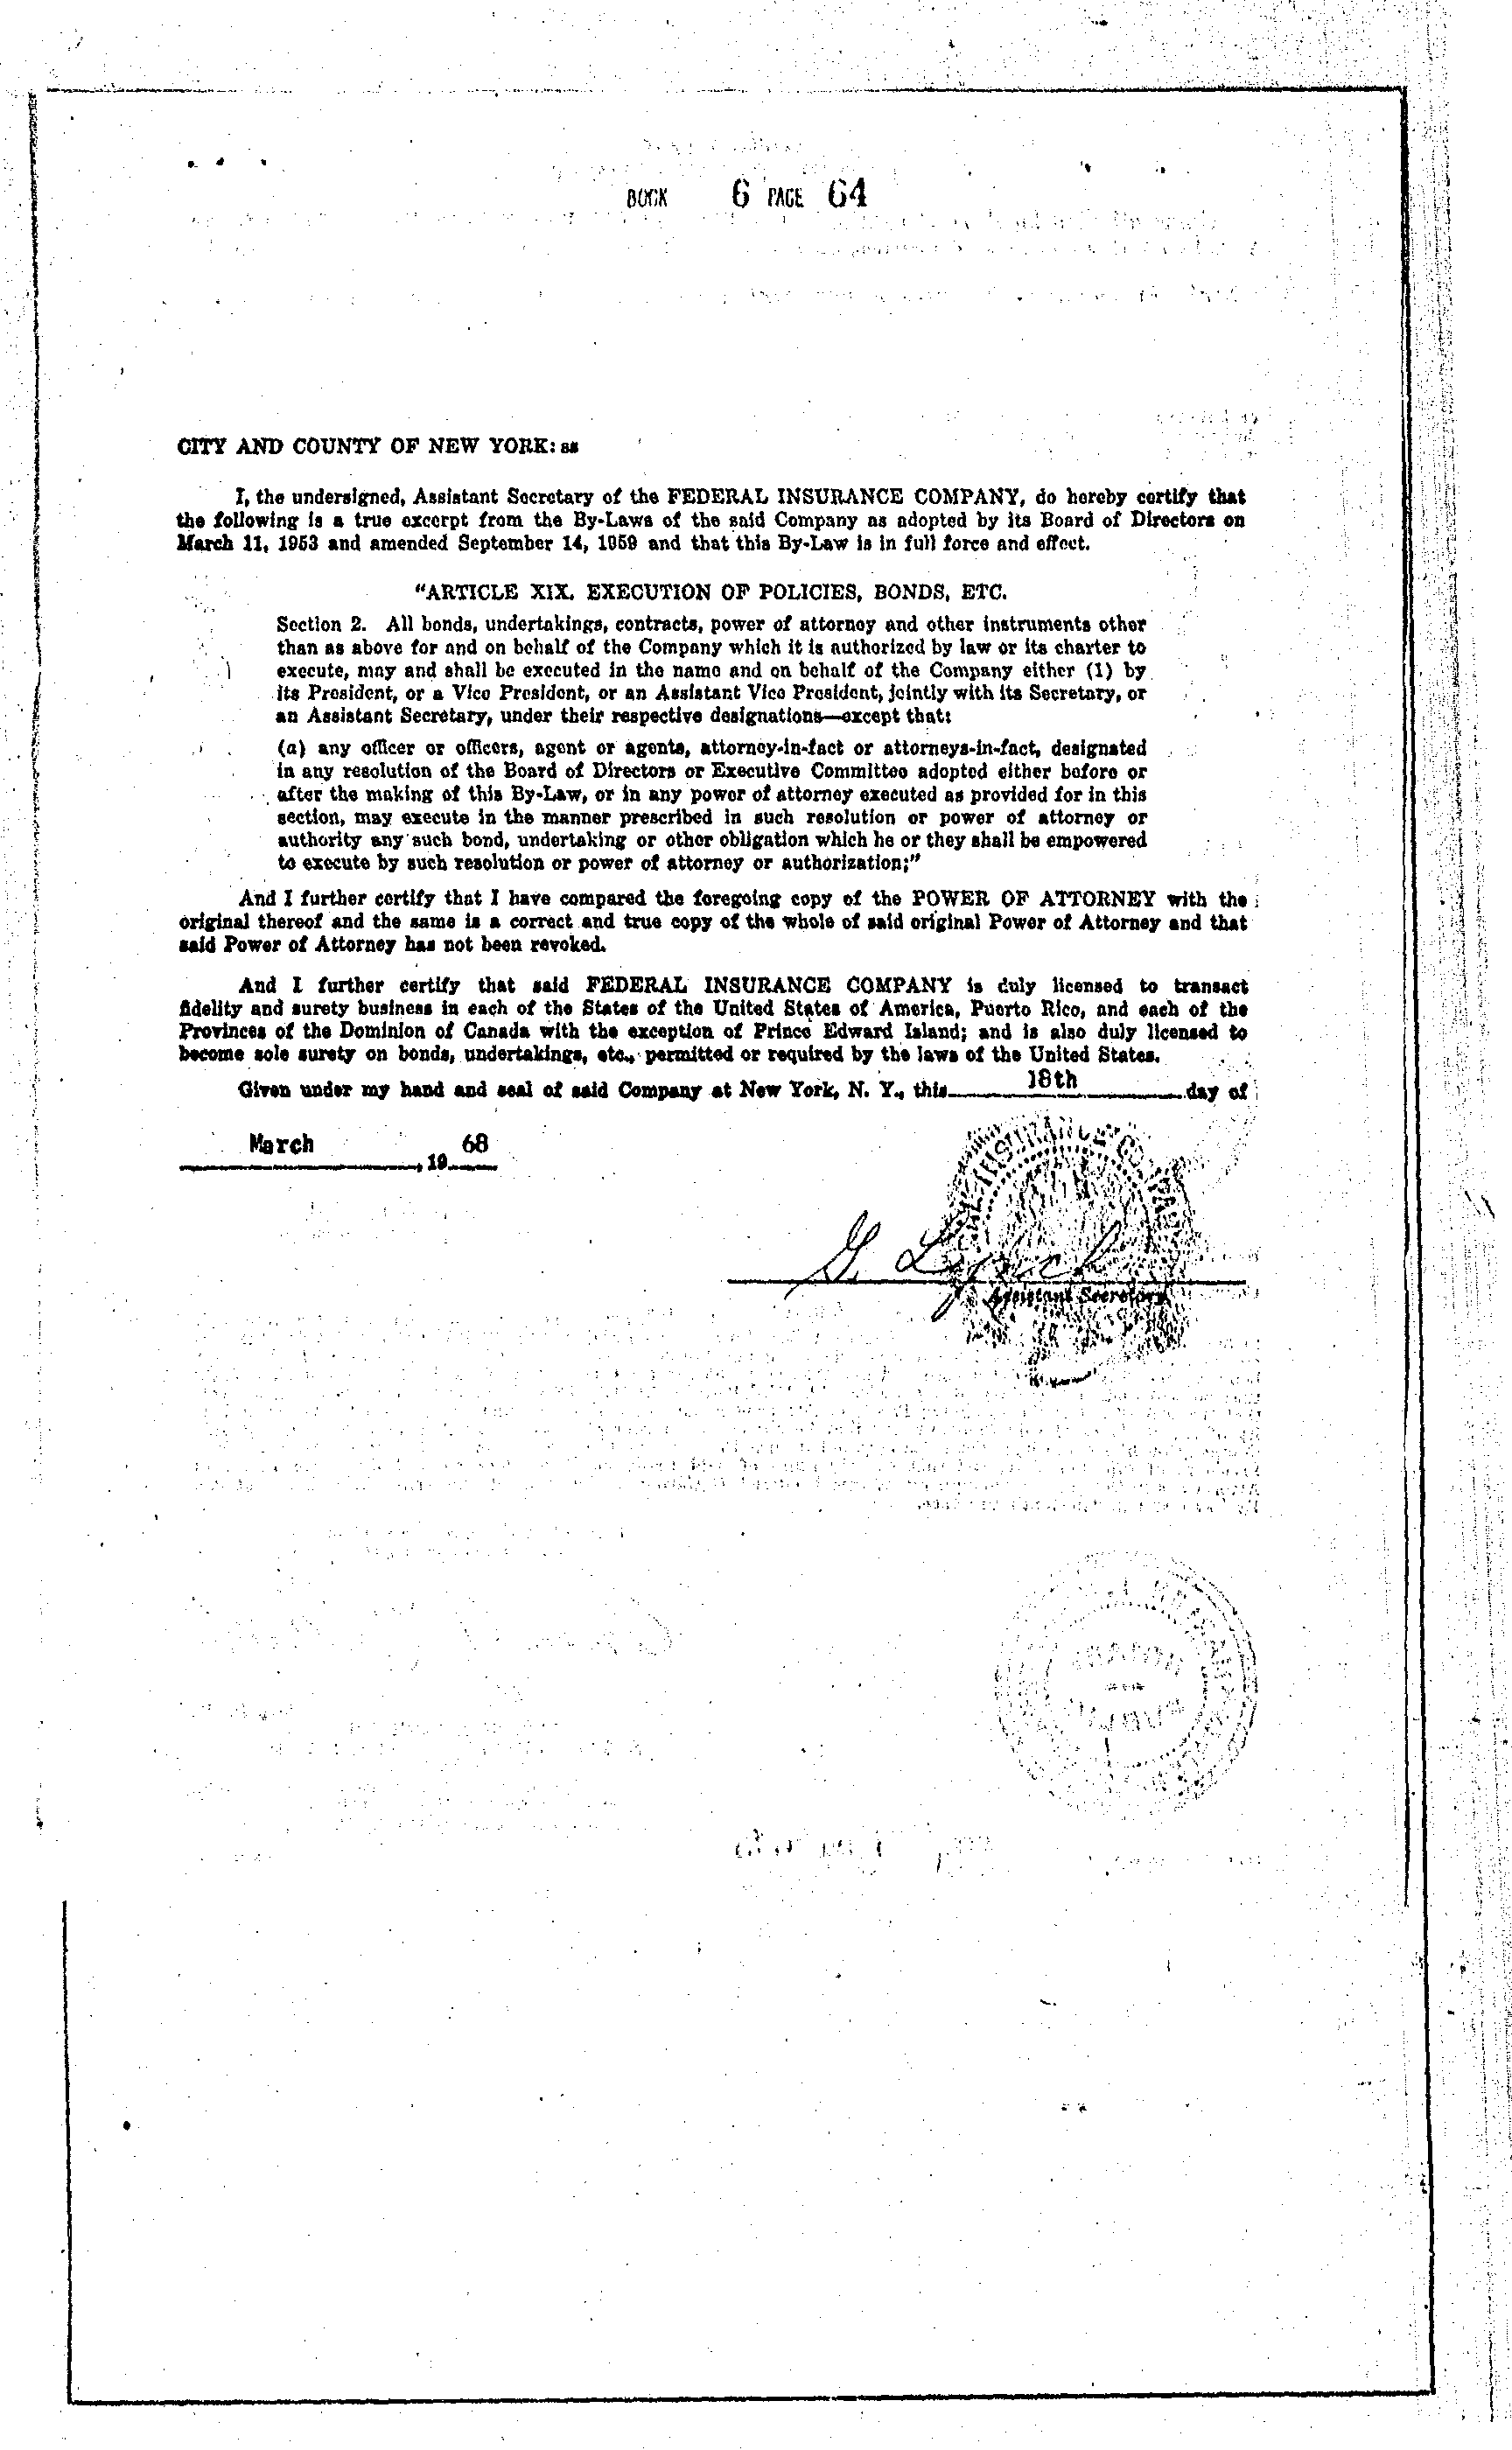 BOOK 6 PAGE 64
CITY AND COUNTY OF NEW YORK: ss
I, the undersigned, Assistant Secretary of the FEDERAL INSURANCE COMPANY, do hereby certify that
the following is a true excerpt from the By-Laws of the said Company as adopted by its Board of Directors on
March 11, 1953 and amended September 14, 1959 and that this By-Law is in full force and effect.
"ARTICLE XIX. EXECUTION OF POLICIES, BONDS, ETC.
Section 2. All bonds, undertakings, contracts, power of attorney and other instruments other
than as above for and on behalf of the Company which it is authorized by law or its charter to
execute, may and shall be executed in the name and on behalf of the Company either (1) by
its President, or a Vice President, or an Assistant Vice President, jointly with its Secretary, or
an Assistant Secretary, under their respective designations—except that:
(a) any officer or officers, agent or agents, attorney-in-fact or attorneys-in-fact, designated
in any resolution of the Board of Directors or Executive Committee adopted either before or
after the making of this By-Law, or in any power of attorney executed as provided for in this
section, may execute in the manner prescribed in such resolution or power of attorney or
authority any such bond, undertaking or other obligation which he or they shall be empowered
to execute by such resolution or power of attorney or authorization;"
And I further certify that I have compared the foregoing copy of the POWER OF ATTORNEY with the
original thereof and the same is a correct and true copy of the whole of said original Power of Attorney and that
said Power of Attorney has not been revoked.
And I further certify that said FEDERAL INSURANCE COMPANY is duly licensed to transact
fidelity and surety business in each of the States of the United States of America, Puerto Rico, and each of the
Provinces of the Dominion of Canada with the exception of Prince Edward Island; and is also duly licensed to
become sole surety on bonds, undertakings, etc., permitted or required by the laws of the United States.
Given under my hand and seal of said Company at New York, N. Y., this 18th day of
March, 1968
G. Lynch
Assistant Secretary